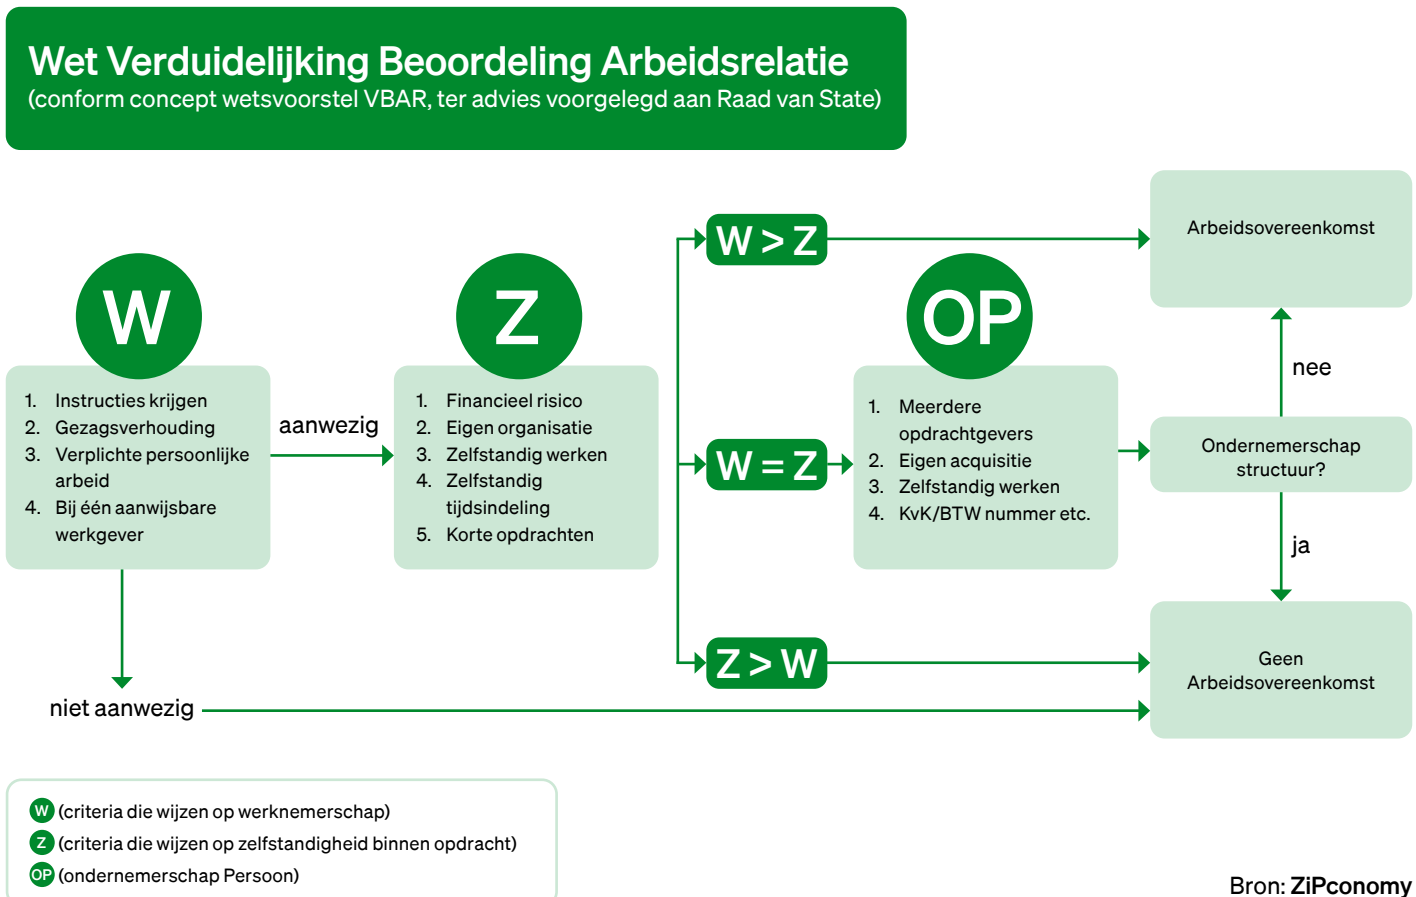 Wet Verduidelijking Beoordeling Arbeidsrelatie
(conform concept wetsvoorstel VBAR, ter advies voorgelegd aan Raad van State)
W
1. Instructies krijgen
2. Gezagsverhouding
3. Verplichte persoonlijke
arbeid
4. Bij één aanwijsbare
werkgever
aanwezig
niet aanwezig
Z
1. Financieel risico
2. Eigen organisatie
3. Zelfstandig werken
4. Zelfstandig
tijdsindeling
5. Korte opdrachten
W > Z
W = Z
Z > W
OP
1. Meerdere
opdrachtgevers
2. Eigen acquisitie
3. Zelfstandig werken
4. KvK/BTW nummer etc.
Arbeidsovereenkomst
nee
Ondernemerschap
structuur?
ja
Geen
Arbeidsovereenkomst
W (criteria die wijzen op werknemerschap)
Z (criteria die wijzen op zelfstandigheid binnen opdracht)
OP (ondernemerschap Persoon)
Bron: ZiPconomy